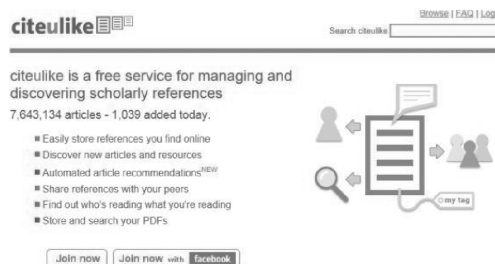 Browse | FAQ | Log
citeulike
Search citeulike
citeulike is a free service for managing and
discovering scholarly references
7,643,134 articles - 1,039 added today.
Easily store references you find online
Discover new articles and resources
Automated article recommendations NEW
Share references with your peers
Find out who's reading what you're reading
Store and search your PDFs
my tag
Join now
Join now with facebook